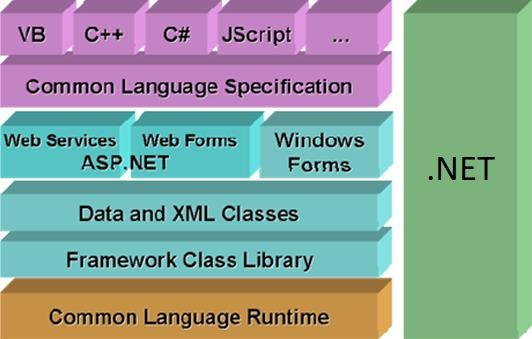 VB C++ C# JScript ...
Common Language Specification
Web Services Web Forms Windows
ASP.NET Forms
Data and XML Classes
Framework Class Library
Common Language Runtime
.NET